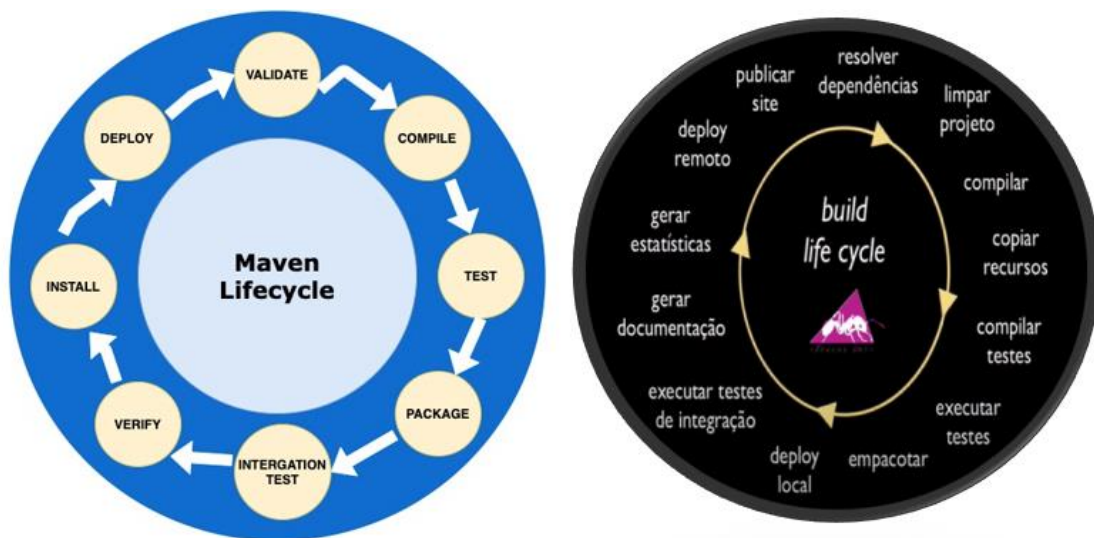 VALIDATE
COMPILE
TEST
PACKAGE
INTERGATION
TEST
VERIFY
INSTALL
DEPLOY
Maven
Lifecycle
resolver
dependências
limpar
projeto
compilar
copiar
recursos
compilar
testes
executar
testes
empacotar
deploy
local
executar testes
de integração
gerar
documentação
gerar
estatísticas
deploy
remoto
publicar
site
build
life cycle